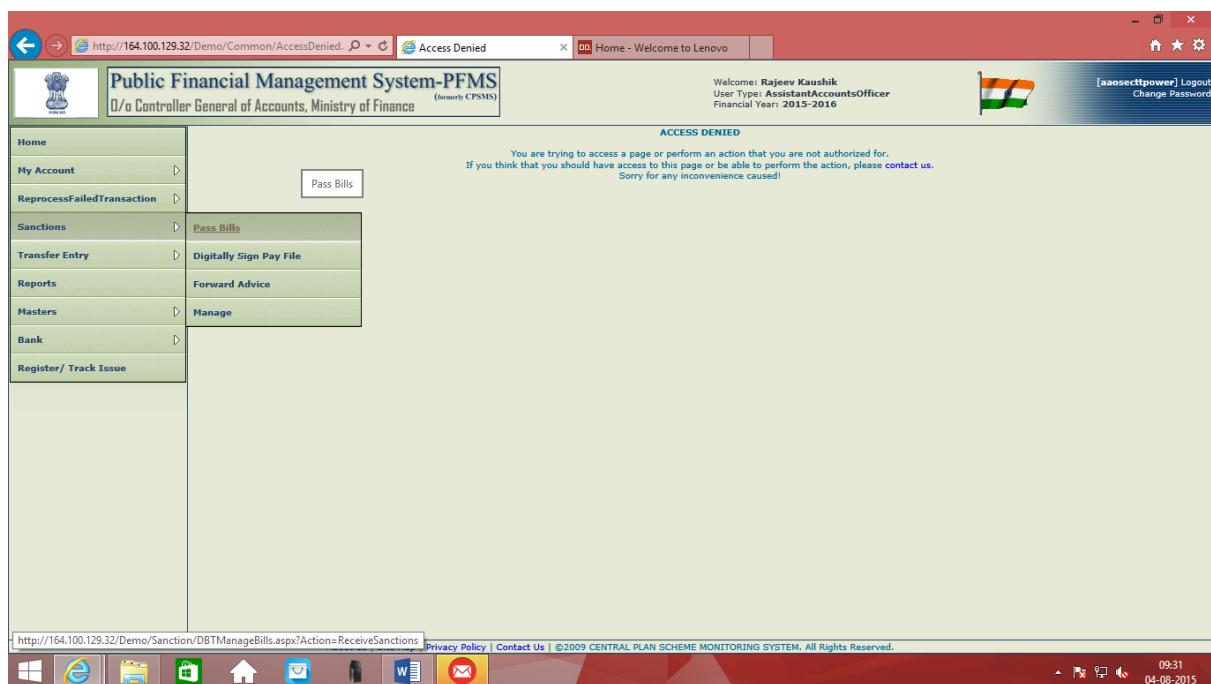 http://164.100.129.32/Demo/Common/AccessDenied.
Access Denied
Home - Welcome to Lenovo
Public Financial Management System-PFMS
(formerly CPSMS)
O/o Controller General of Accounts, Ministry of Finance
Welcome: Rajeev Kaushik
User Type: AssistantAccountsOfficer
Financial Year: 2015-2016
[aaosecttpower] Logout
Change Password
Home
My Account
ReprocessFailedTransaction
Sanctions
Transfer Entry
Reports
Masters
Bank
Register/ Track Issue
Pass Bills
Pass Bills
Digitally Sign Pay File
Forward Advice
Manage
ACCESS DENIED
You are trying to access a page or perform an action that you are not authorized for.
If you think that you should have access to this page or be able to perform the action, please contact us.
Sorry for any inconvenience caused!
http://164.100.129.32/Demo/Sanction/DBTManageBills.aspx?Action=ReceiveSanctions
Privacy Policy | Contact Us | ©2009 CENTRAL PLAN SCHEME MONITORING SYSTEM. All Rights Reserved.
09:31
04-08-2015